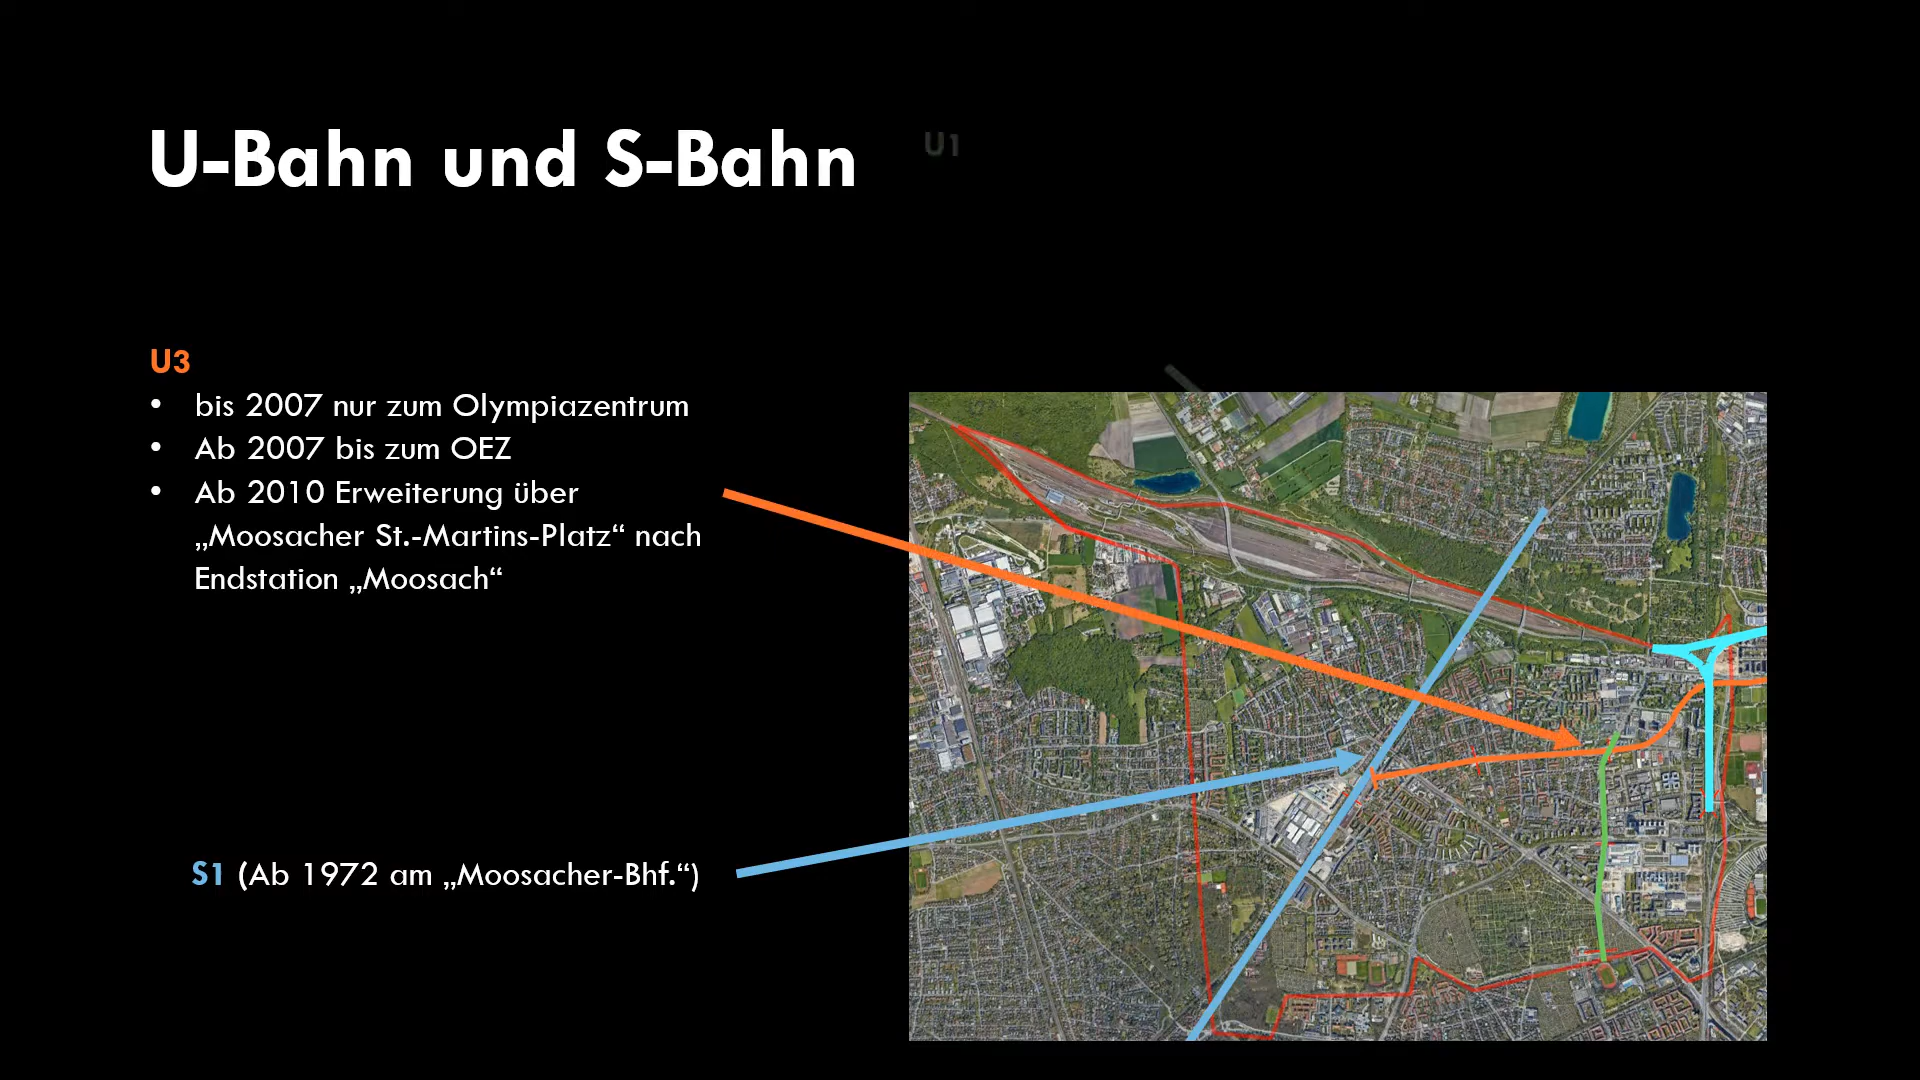 U-Bahn und S-Bahn
U1
U3
• bis 2007 nur zum Olympiazentrum
• Ab 2007 bis zum OEZ
• Ab 2010 Erweiterung über
„Moosacher St.-Martins-Platz“ nach
Endstation „Moosach“
S1 (Ab 1972 am „Moosacher-Bhf.“)